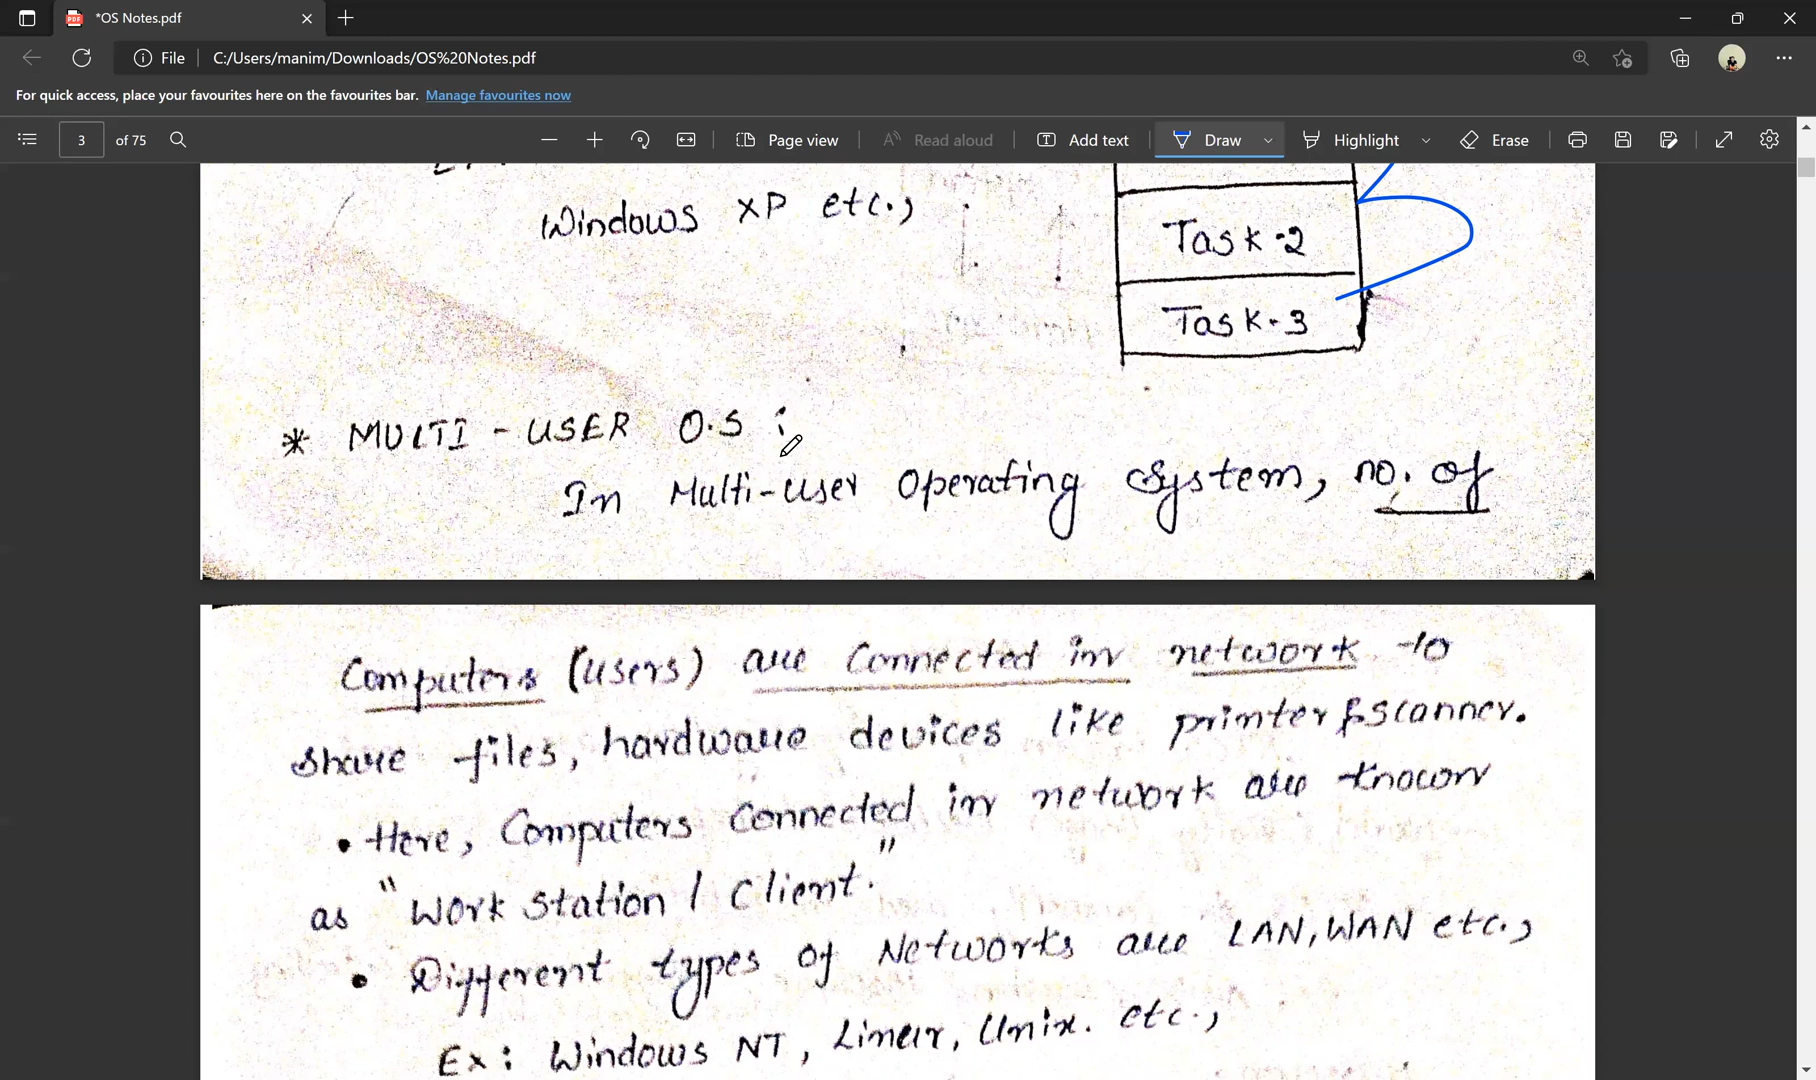 *OS Notes.pdf
File C:/Users/manim/Downloads/OS%20Notes.pdf
For quick access, place your favourites here on the favourites bar. Manage favourites now
3 of 75 Page view Read aloud Add text Draw Highlight Erase
Windows XP etc.,
Task-2
Task-3
* MULTI-USER O.S :
In Multi-user Operating System, no. of
Computers (users) are connected in network to
share files, hardware devices like printer & scanner.
• Here, Computers connected in network are known
as "Work station / Client."
• Different types of Networks are LAN, WAN etc.,
Ex: Windows NT, Linux, Unix. etc.,